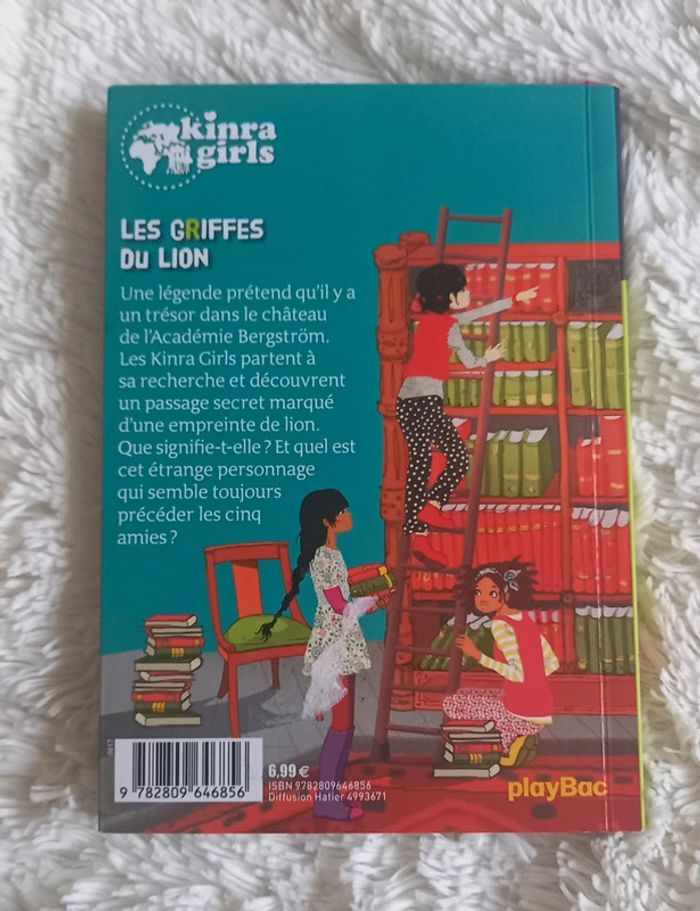 kinra
girls
LES GRIFFES
DU LION
Une légende prétend qu'il y a
un trésor dans le château
de l'Académie Bergström.
Les Kinra Girls partent à
sa recherche et découvrent
un passage secret marqué
d'une empreinte de lion.
Que signifie-t-elle ? Et quel est
cet étrange personnage
qui semble toujours
précéder les cinq
amies ?
9 782809 646856
6,99 €
ISBN 9782809646856
Diffusion Hatier 4993671
playBac